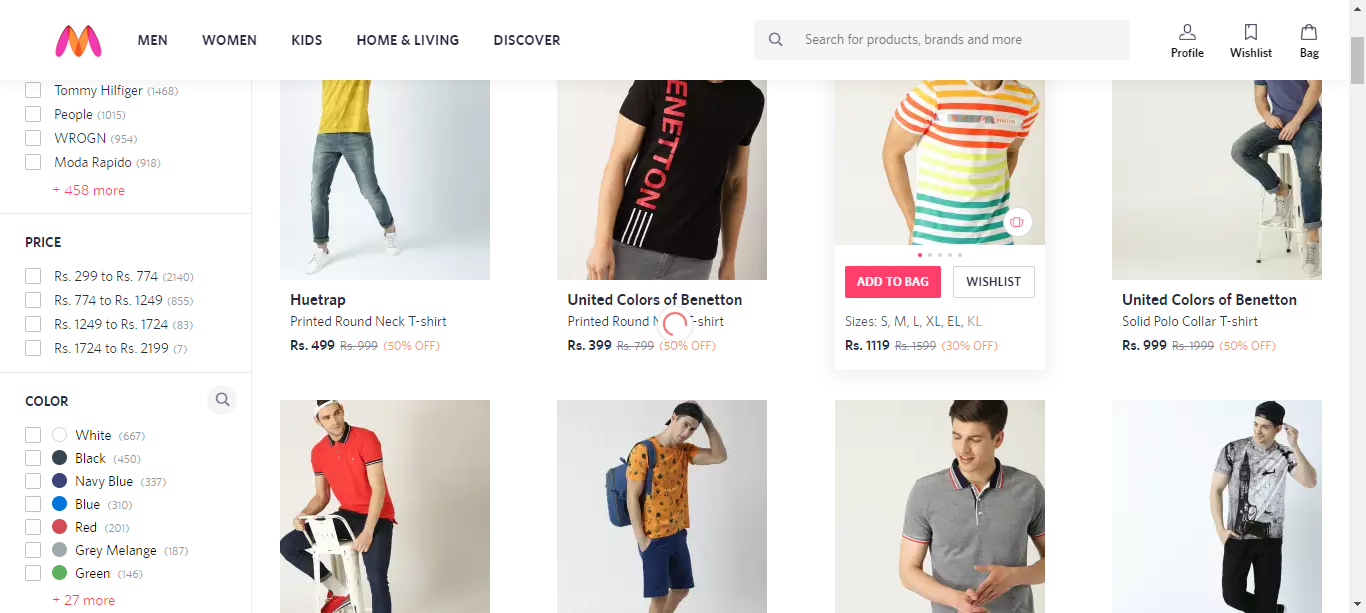 MEN WOMEN KIDS HOME & LIVING DISCOVER
Search for products, brands and more
Profile Wishlist Bag
Tommy Hilfiger (1468)
People (1015)
WROGN (954)
Moda Rapido (918)
+ 458 more
PRICE
Rs. 299 to Rs. 774 (2140)
Rs. 774 to Rs. 1249 (855)
Rs. 1249 to Rs. 1724 (83)
Rs. 1724 to Rs. 2199 (7)
COLOR
White (667)
Black (450)
Navy Blue (337)
Blue (310)
Red (201)
Grey Melange (187)
Green (146)
+ 27 more
Huetrap
Printed Round Neck T-shirt
Rs. 499 Rs. 999 (50% OFF)
ENETTON
United Colors of Benetton
Printed Round N T-shirt
Rs. 399 Rs. 799 (50% OFF)
ADD TO BAG WISHLIST
Sizes: S, M, L, XL, EL, KL
Rs. 1119 Rs. 1599 (30% OFF)
United Colors of Benetton
Solid Polo Collar T-shirt
Rs. 999 Rs. 1999 (50% OFF)